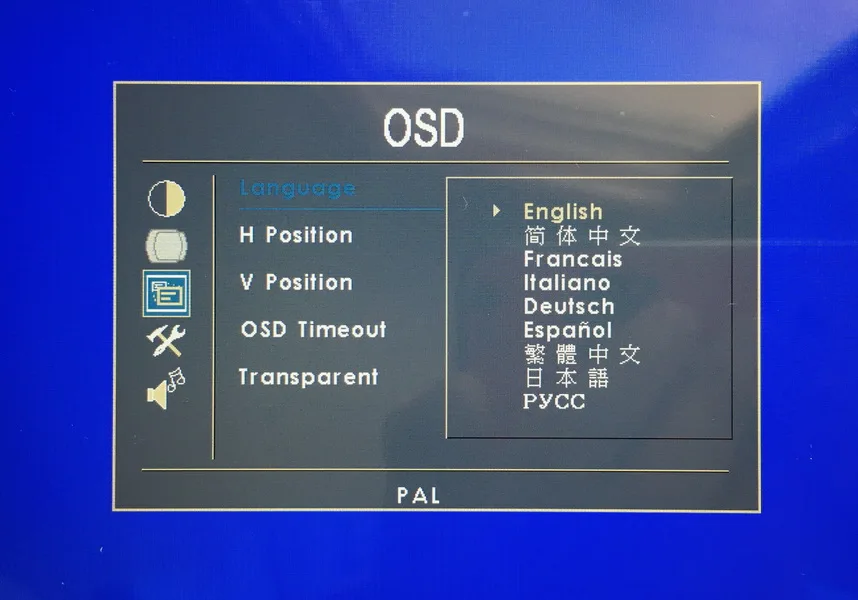 OSD
Language
H Position
V Position
OSD Timeout
Transparent
English
简体中文
Francais
Italiano
Deutsch
Español
繁體中文
日本語
РУСС
PAL